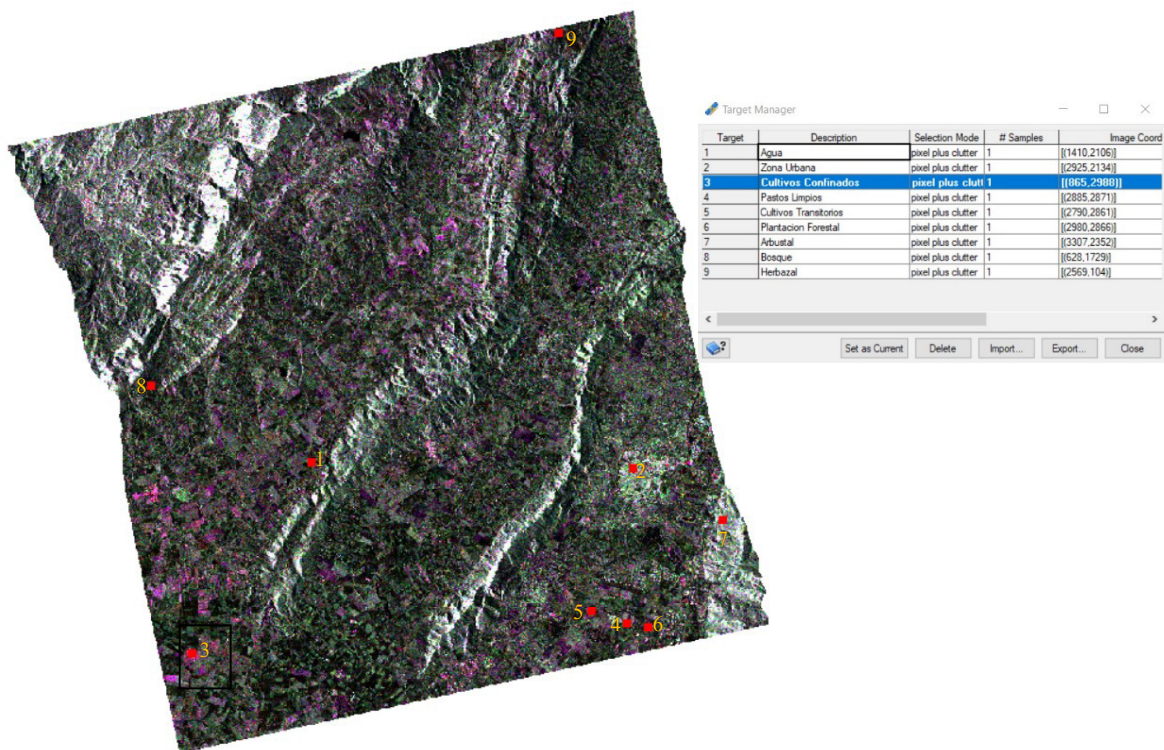 9
Target Manager
Target Description Selection Mode # Samples Image Coord
1 Agua pixel plus clutter 1 [(1410,2106)]
2 Zona Urbana pixel plus clutter 1 [(2925,2134)]
3 Cultivos Confinados pixel plus clutt 1 [(865,2988)]
4 Pastos Limpios pixel plus clutter 1 [(2885,2871)]
5 Cultivos Transitorios pixel plus clutter 1 [(2790,2861)]
6 Plantacion Forestal pixel plus clutter 1 [(2980,2866)]
7 Arbustal pixel plus clutter 1 [(3307,2352)]
8 Bosque pixel plus clutter 1 [(628,1729)]
9 Herbazal pixel plus clutter 1 [(2569,104)]
Set as Current Delete Import... Export... Close
8
1
2
7
5
4
6
3